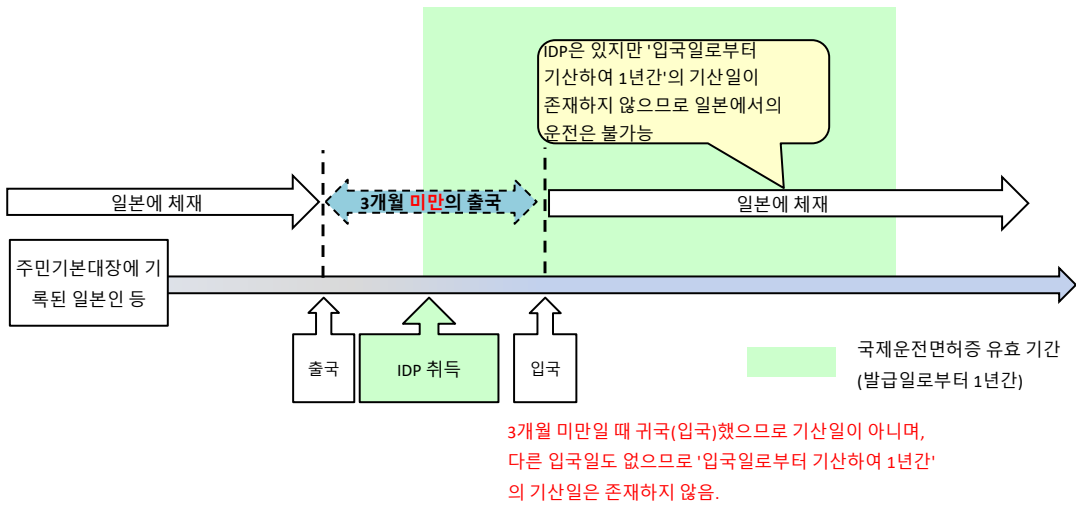 IDP은 있지만 '입국일로부터
기산하여 1년간'의 기산일이
존재하지 않으므로 일본에서의
운전은 불가능
일본에 체재
3개월 미만의 출국
일본에 체재
주민기본대장에 기
록된 일본인 등
출국
IDP 취득
입국
국제운전면허증 유효 기간
(발급일로부터 1년간)
3개월 미만일 때 귀국(입국)했으므로 기산일이 아니며,
다른 입국일도 없으므로 '입국일로부터 기산하여 1년간'
의 기산일은 존재하지 않음.